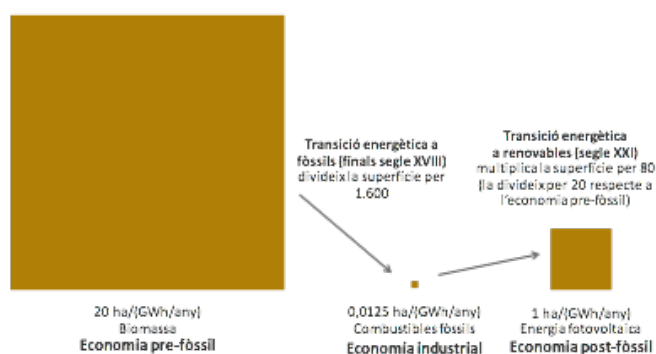 Transició energètica a
fòssils (finals segle XVIII)
divideix la superfície per
1.600
Transició energètica
a renovables (segle XXI)
multiplica la superfície per 80
(la divideix per 20 respecte a
l'economia pre-fòssil)
20 ha/(GWh/any)
Biomassa
Economia pre-fòssil
0,0125 ha/(GWh/any)
Combustibles fòssils
Economia industrial
1 ha/(GWh/any)
Energia fotovoltaica
Economia post-fòssil